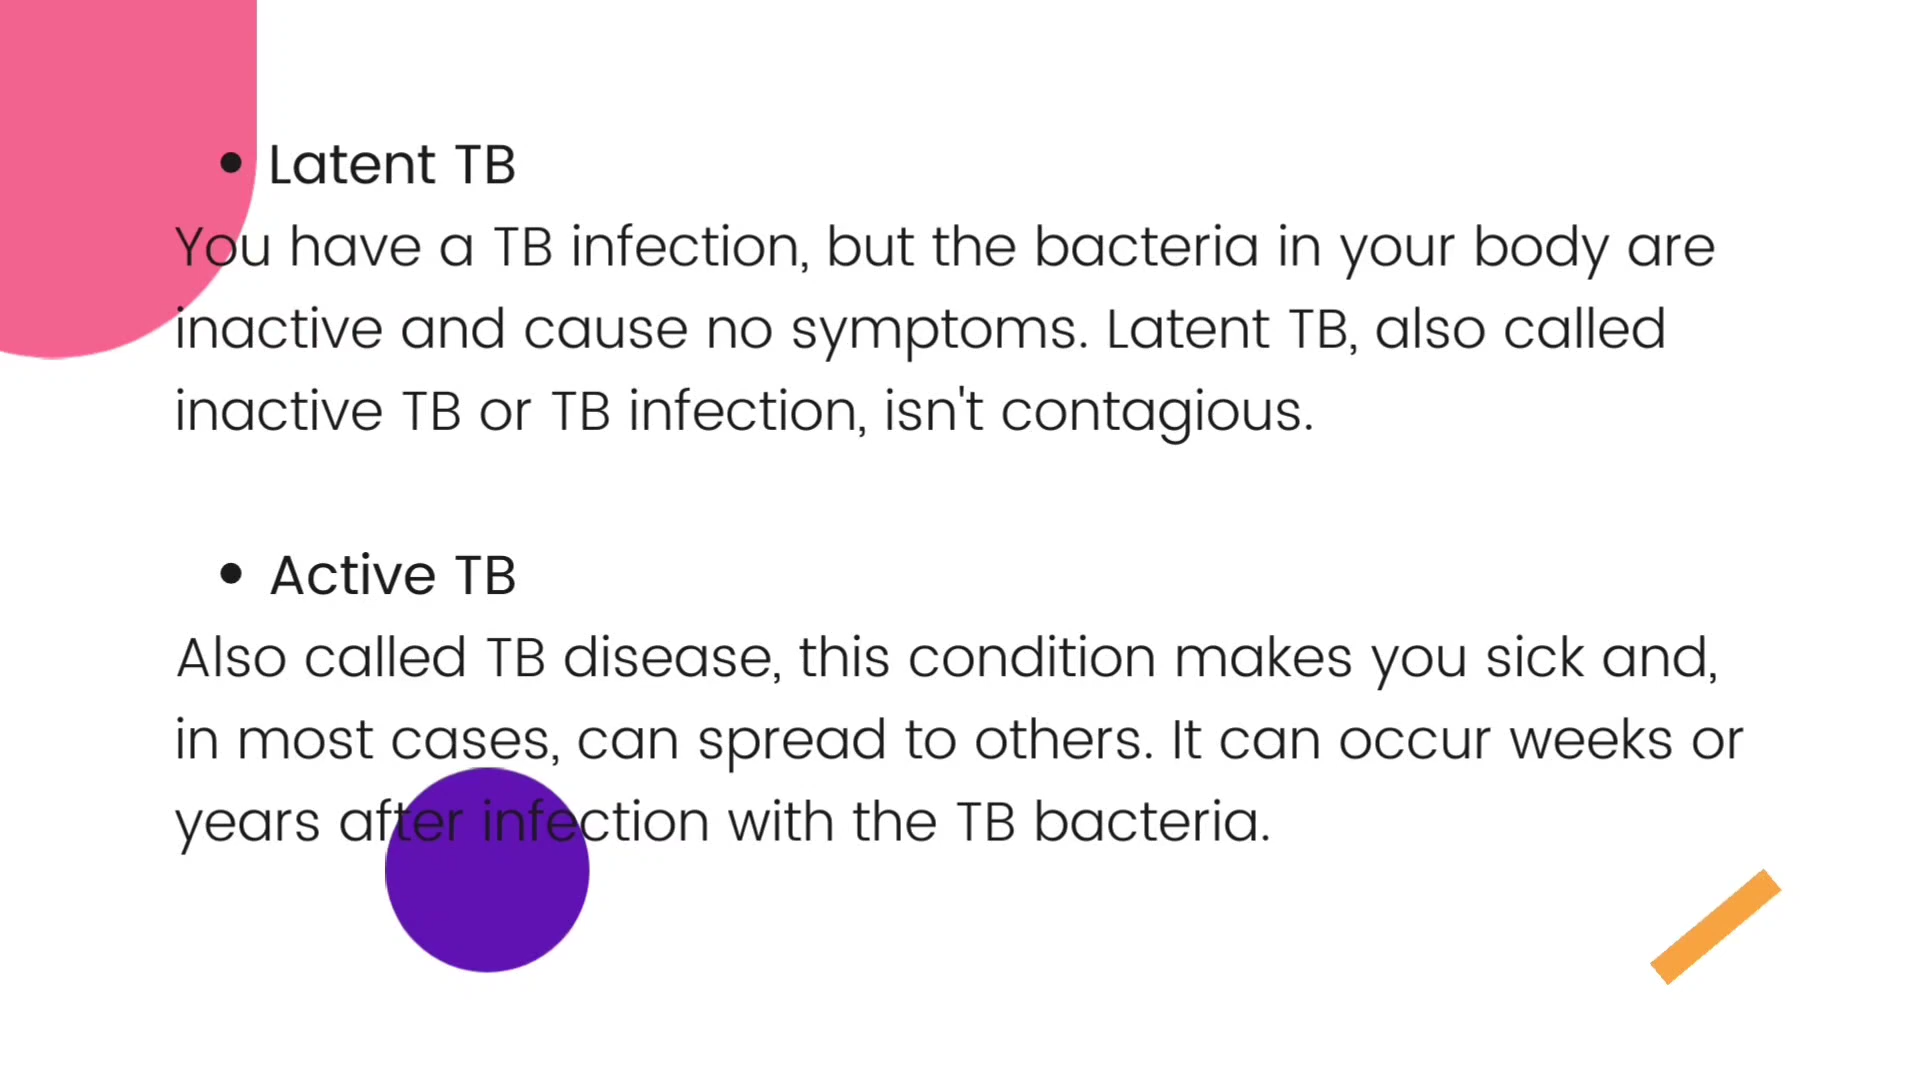 • Latent TB
You have a TB infection, but the bacteria in your body are
inactive and cause no symptoms. Latent TB, also called
inactive TB or TB infection, isn't contagious.
• Active TB
Also called TB disease, this condition makes you sick and,
in most cases, can spread to others. It can occur weeks or
years after infection with the TB bacteria.